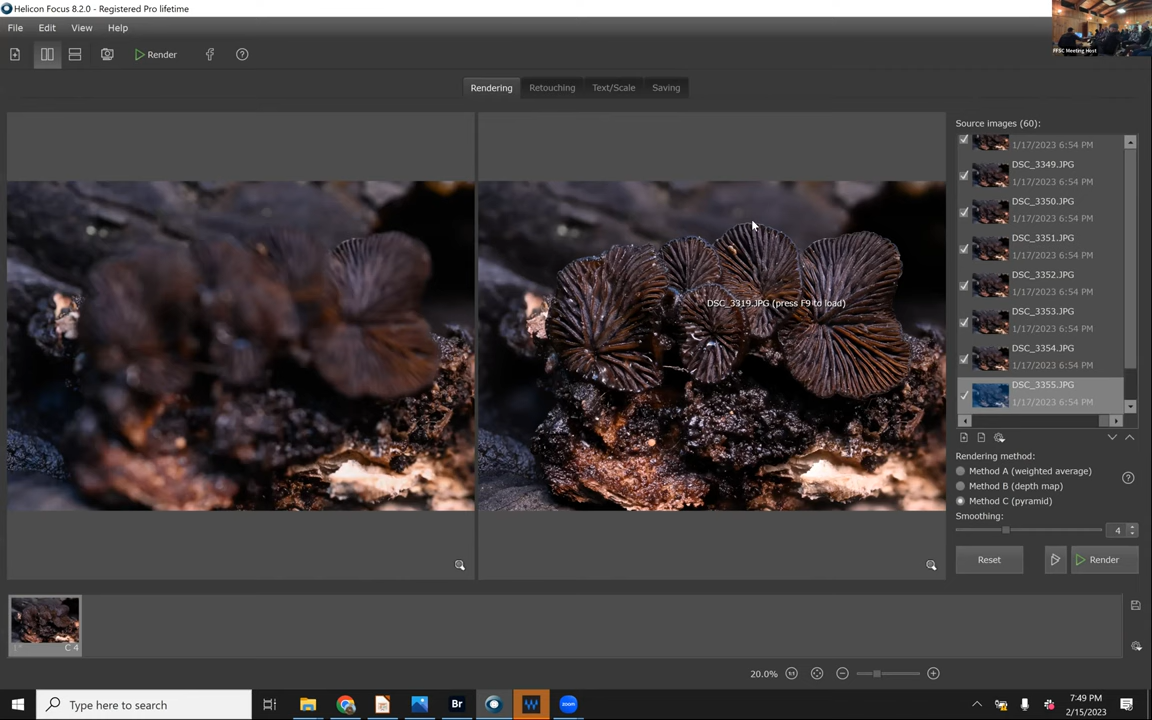 Helicon Focus 8.2.0 - Registered Pro lifetime
File Edit View Help
FFSC Meeting Host
Render
Rendering Retouching Text/Scale Saving
Source images (60):
1/17/2023 6:54 PM
DSC_3349.JPG
1/17/2023 6:54 PM
DSC_3350.JPG
1/17/2023 6:54 PM
DSC_3351.JPG
1/17/2023 6:54 PM
DSC_3352.JPG
1/17/2023 6:54 PM
DSC_3353.JPG
1/17/2023 6:54 PM
DSC_3354.JPG
1/17/2023 6:54 PM
DSC_3355.JPG
1/17/2023 6:54 PM
DSC_3319.JPG (press F9 to load)
Rendering method:
Method A (weighted average)
Method B (depth map)
Method C (pyramid)
Smoothing:
4
Reset Render
C 4
20.0%
Type here to search
Br
zoom
7:49 PM
2/15/2023